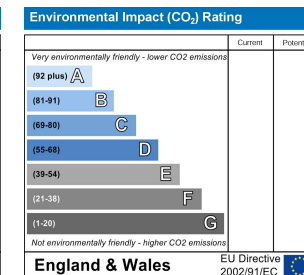 Environmental Impact (CO₂) Rating
Current Potent
Very environmentally friendly - lower CO2 emissions
(92 plus) A
(81-91) B
(69-80) C
(55-68) D
(39-54) E
(21-38) F
(1-20) G
Not environmentally friendly - higher CO2 emissions
England & Wales
EU Directive
2002/91/EC